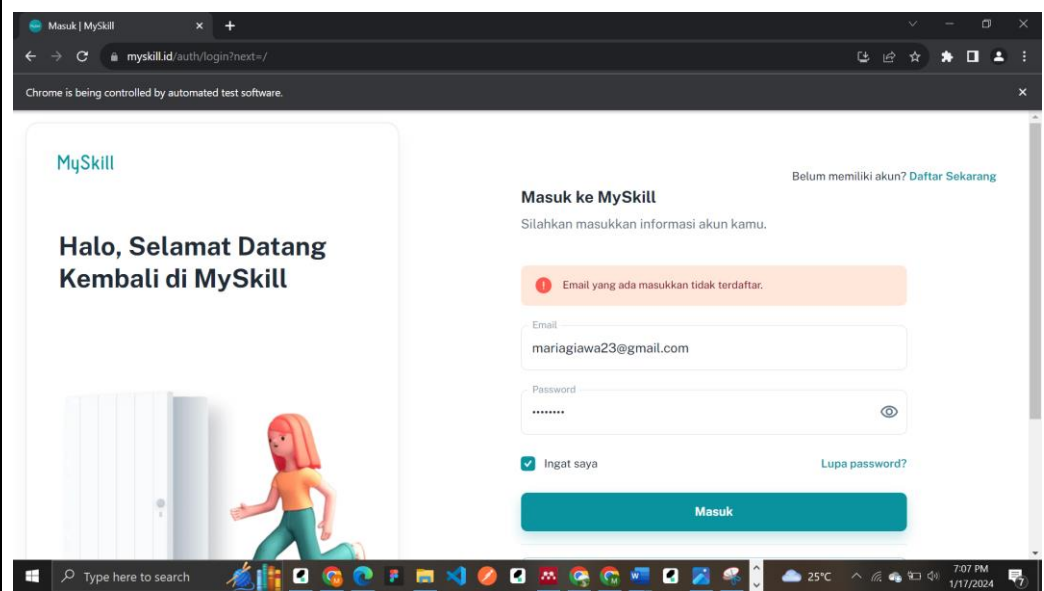 Masuk | MySkill
myskill.id/auth/login?next=/
Chrome is being controlled by automated test software.
MySkill
Halo, Selamat Datang
Kembali di MySkill
Belum memiliki akun? Daftar Sekarang
Masuk ke MySkill
Silahkan masukkan informasi akun kamu.
Email yang ada masukkan tidak terdaftar.
Email
mariagiawa23@gmail.com
Password
••••••••
Ingat saya
Lupa password?
Masuk
Type here to search
25°C
7:07 PM
1/17/2024